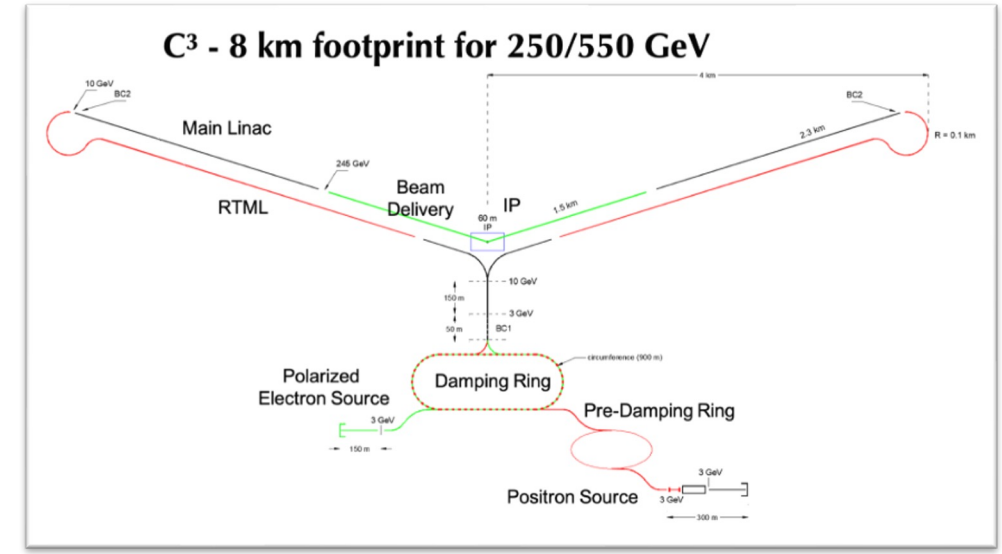 C³ - 8 km footprint for 250/550 GeV
4 km
10 GeV
BC2
BC2
Main Linac
2.3 km
R = 0.1 km
246 GeV
Beam
Delivery
RTML
IP
1.5 km
60 m
IP
10 GeV
150 m
3 GeV
50 m
BC1
circumference (900 m)
Polarized
Electron Source
Damping Ring
Pre-Damping Ring
3 GeV
150 m
3 GeV
Positron Source
3 GeV
300 m